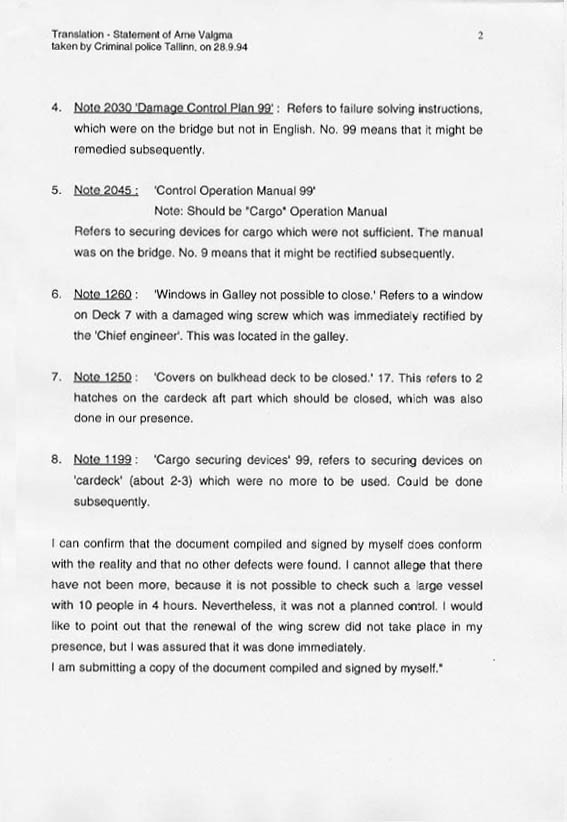 Translation - Statement of Arne Valgma 2
taken by Criminal police Tallinn, on 28.9.94
4. Note 2030 'Damage Control Plan 99' : Refers to failure solving instructions,
which were on the bridge but not in English. No. 99 means that it might be
remedied subsequently.
5. Note 2045 : 'Control Operation Manual 99'
Note: Should be "Cargo" Operation Manual
Refers to securing devices for cargo which were not sufficient. The manual
was on the bridge. No. 9 means that it might be rectified subsequently.
6. Note 1260 : 'Windows in Galley not possible to close.' Refers to a window
on Deck 7 with a damaged wing screw which was immediately rectified by
the 'Chief engineer'. This was located in the galley.
7. Note 1250 : 'Covers on bulkhead deck to be closed.' 17. This refers to 2
hatches on the cardeck aft part which should be closed, which was also
done in our presence.
8. Note 1199 : 'Cargo securing devices' 99, refers to securing devices on
'cardeck' (about 2-3) which were no more to be used. Could be done
subsequently.
I can confirm that the document compiled and signed by myself does conform
with the reality and that no other defects were found. I cannot allege that there
have not been more, because it is not possible to check such a large vessel
with 10 people in 4 hours. Nevertheless, it was not a planned control. I would
like to point out that the renewal of the wing screw did not take place in my
presence, but I was assured that it was done immediately.
I am submitting a copy of the document compiled and signed by myself."